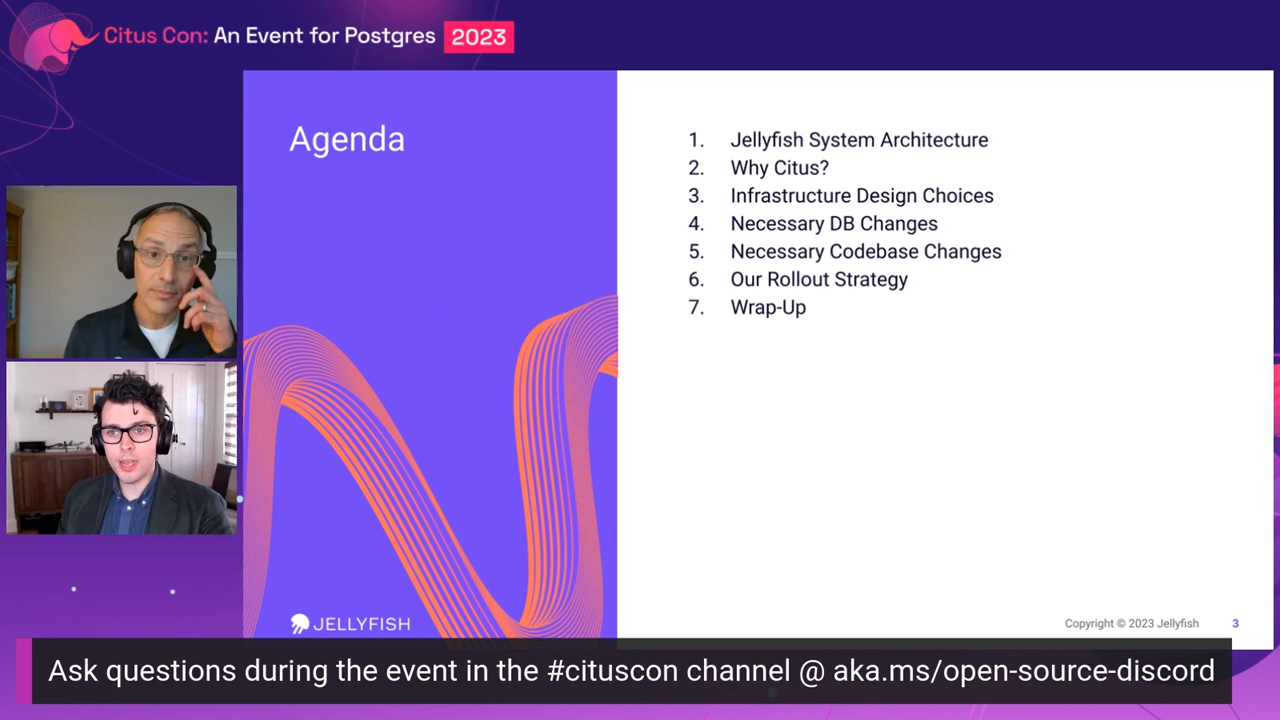 Citus Con: An Event for Postgres 2023
Agenda
1. Jellyfish System Architecture
2. Why Citus?
3. Infrastructure Design Choices
4. Necessary DB Changes
5. Necessary Codebase Changes
6. Our Rollout Strategy
7. Wrap-Up
JELLYFISH
Copyright © 2023 Jellyfish 3
Ask questions during the event in the #cituscon channel @ aka.ms/open-source-discord